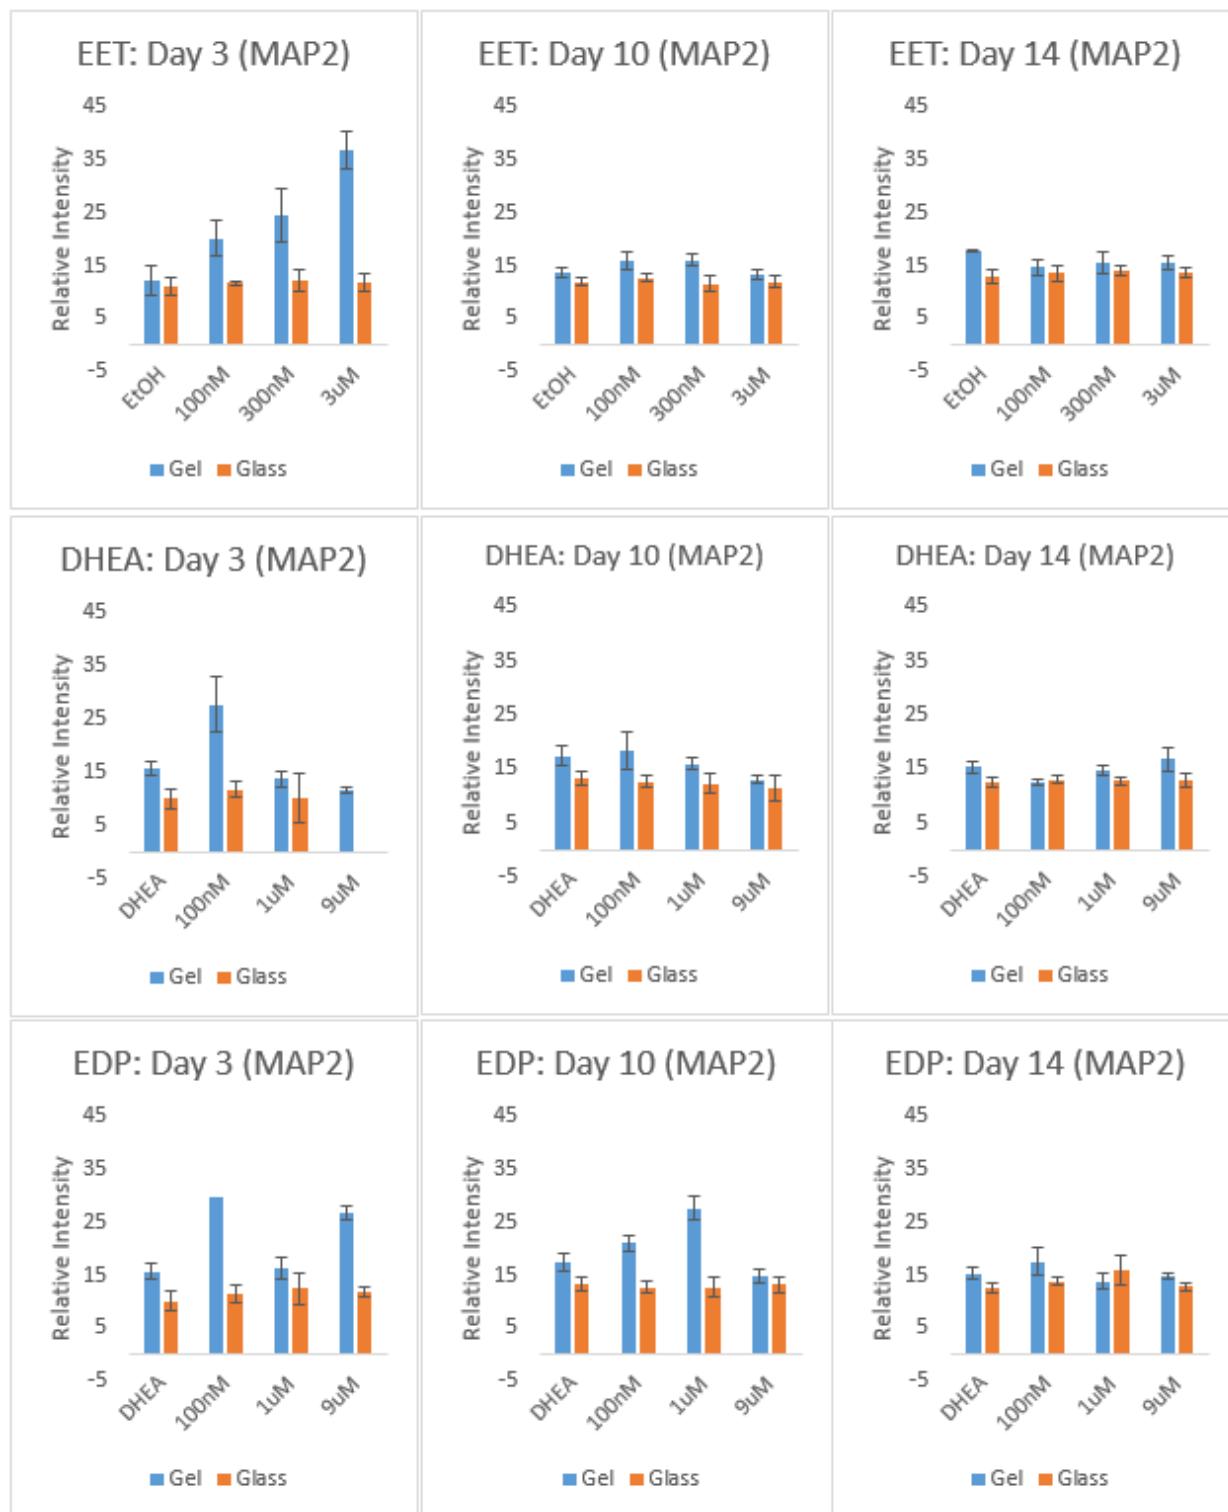 EET: Day 3 (MAP2)
45
35
25
15
5
-5
Relative Intensity
EtOH
100nM
300nM
3uM
Gel
Glass
EET: Day 10 (MAP2)
45
35
25
15
5
-5
Relative Intensity
EtOH
100nM
300nM
3uM
Gel
Glass
EET: Day 14 (MAP2)
45
35
25
15
5
-5
Relative Intensity
EtOH
100nM
300nM
3uM
Gel
Glass
DHEA: Day 3 (MAP2)
45
35
25
15
5
-5
Relative Intensity
DHEA
100nM
1uM
9uM
Gel
Glass
DHEA: Day 10 (MAP2)
45
35
25
15
5
-5
Relative Intensity
DHEA
100nM
1uM
9uM
Gel
Glass
DHEA: Day 14 (MAP2)
45
35
25
15
5
-5
Relative Intensity
DHEA
100nM
1uM
9uM
Gel
Glass
EDP: Day 3 (MAP2)
45
35
25
15
5
-5
Relative Intensity
DHEA
100nM
1uM
9uM
Gel
Glass
EDP: Day 10 (MAP2)
45
35
25
15
5
-5
Relative Intensity
DHEA
100nM
1uM
9uM
Gel
Glass
EDP: Day 14 (MAP2)
45
35
25
15
5
-5
Relative Intensity
DHEA
100nM
1uM
9uM
Gel
Glass